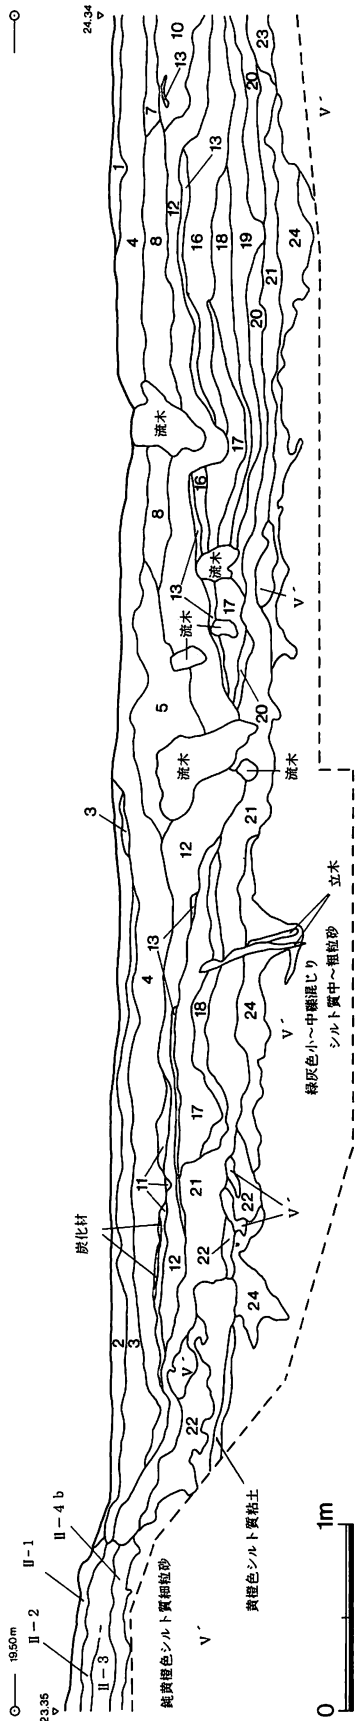 19.50m
23.35
24.34
II-1
II-2
II-3
II-4 b
鈍黄橙色シルト質細粒砂
V´
2
3
炭化材
11
12
V´
22
黄橙色シルト質粘土
24
22
22
V´
21
17
4
13
18
24
V´
立木
緑灰色小～中礫混じり
シルト質中～粗粒砂
3
12
21
流木
流木
5
20
流木
13
17
流木
V´
16
8
17
流木
1
4
8
12
16
18
19
20
21
24
13
7
13
10
20
23
V´
0
1m